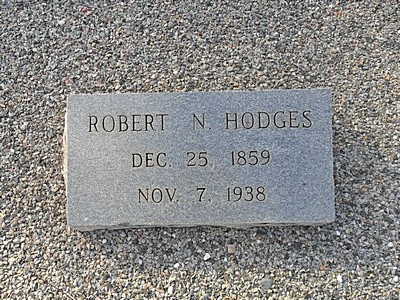 ROBERT N. HODGES
DEC. 25, 1859
NOV. 7, 1938